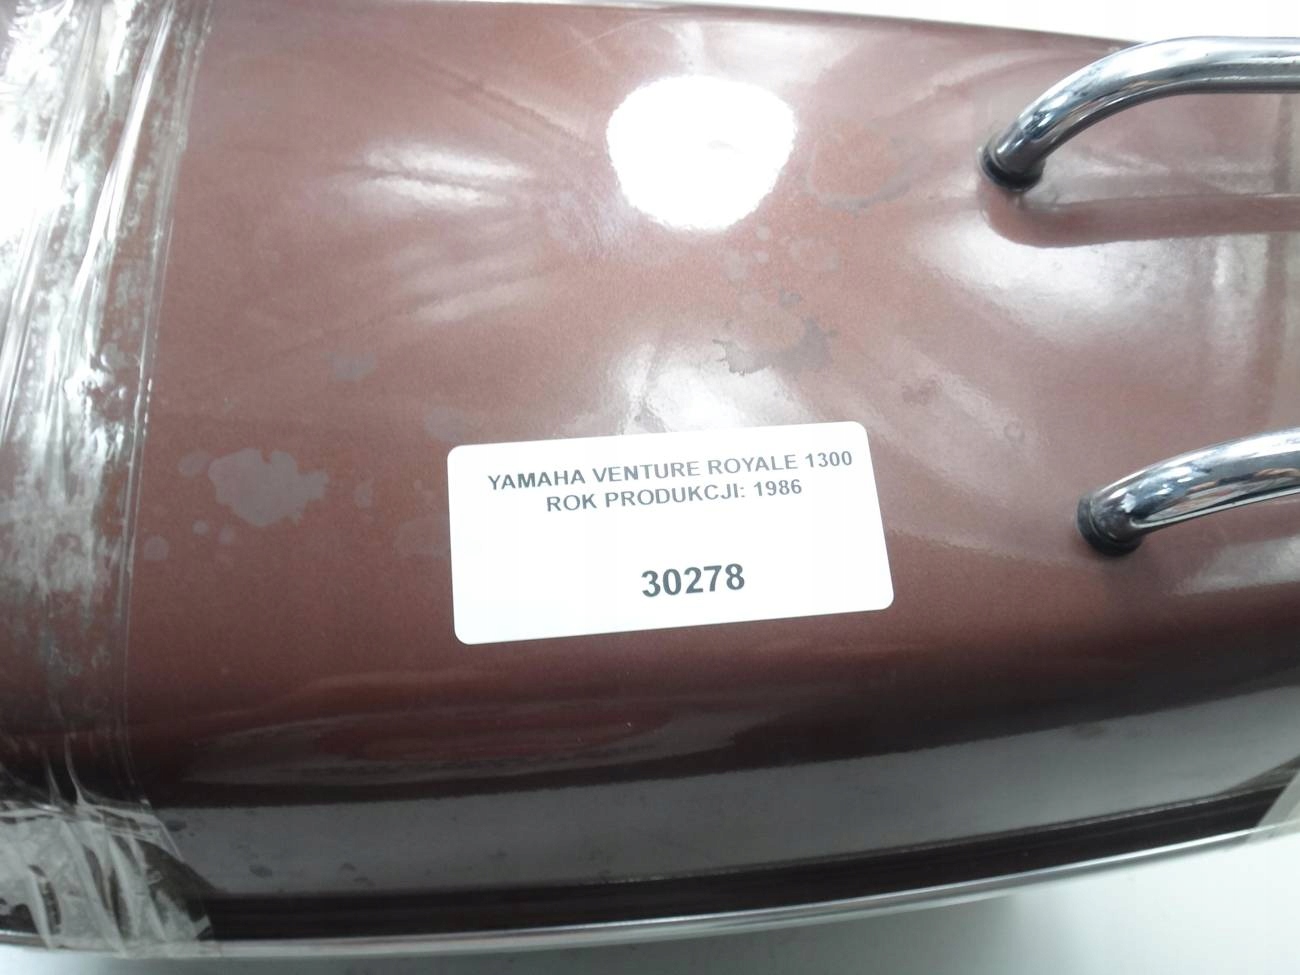 YAMAHA VENTURE ROYALE 1300
ROK PRODUKCJI: 1986
30278